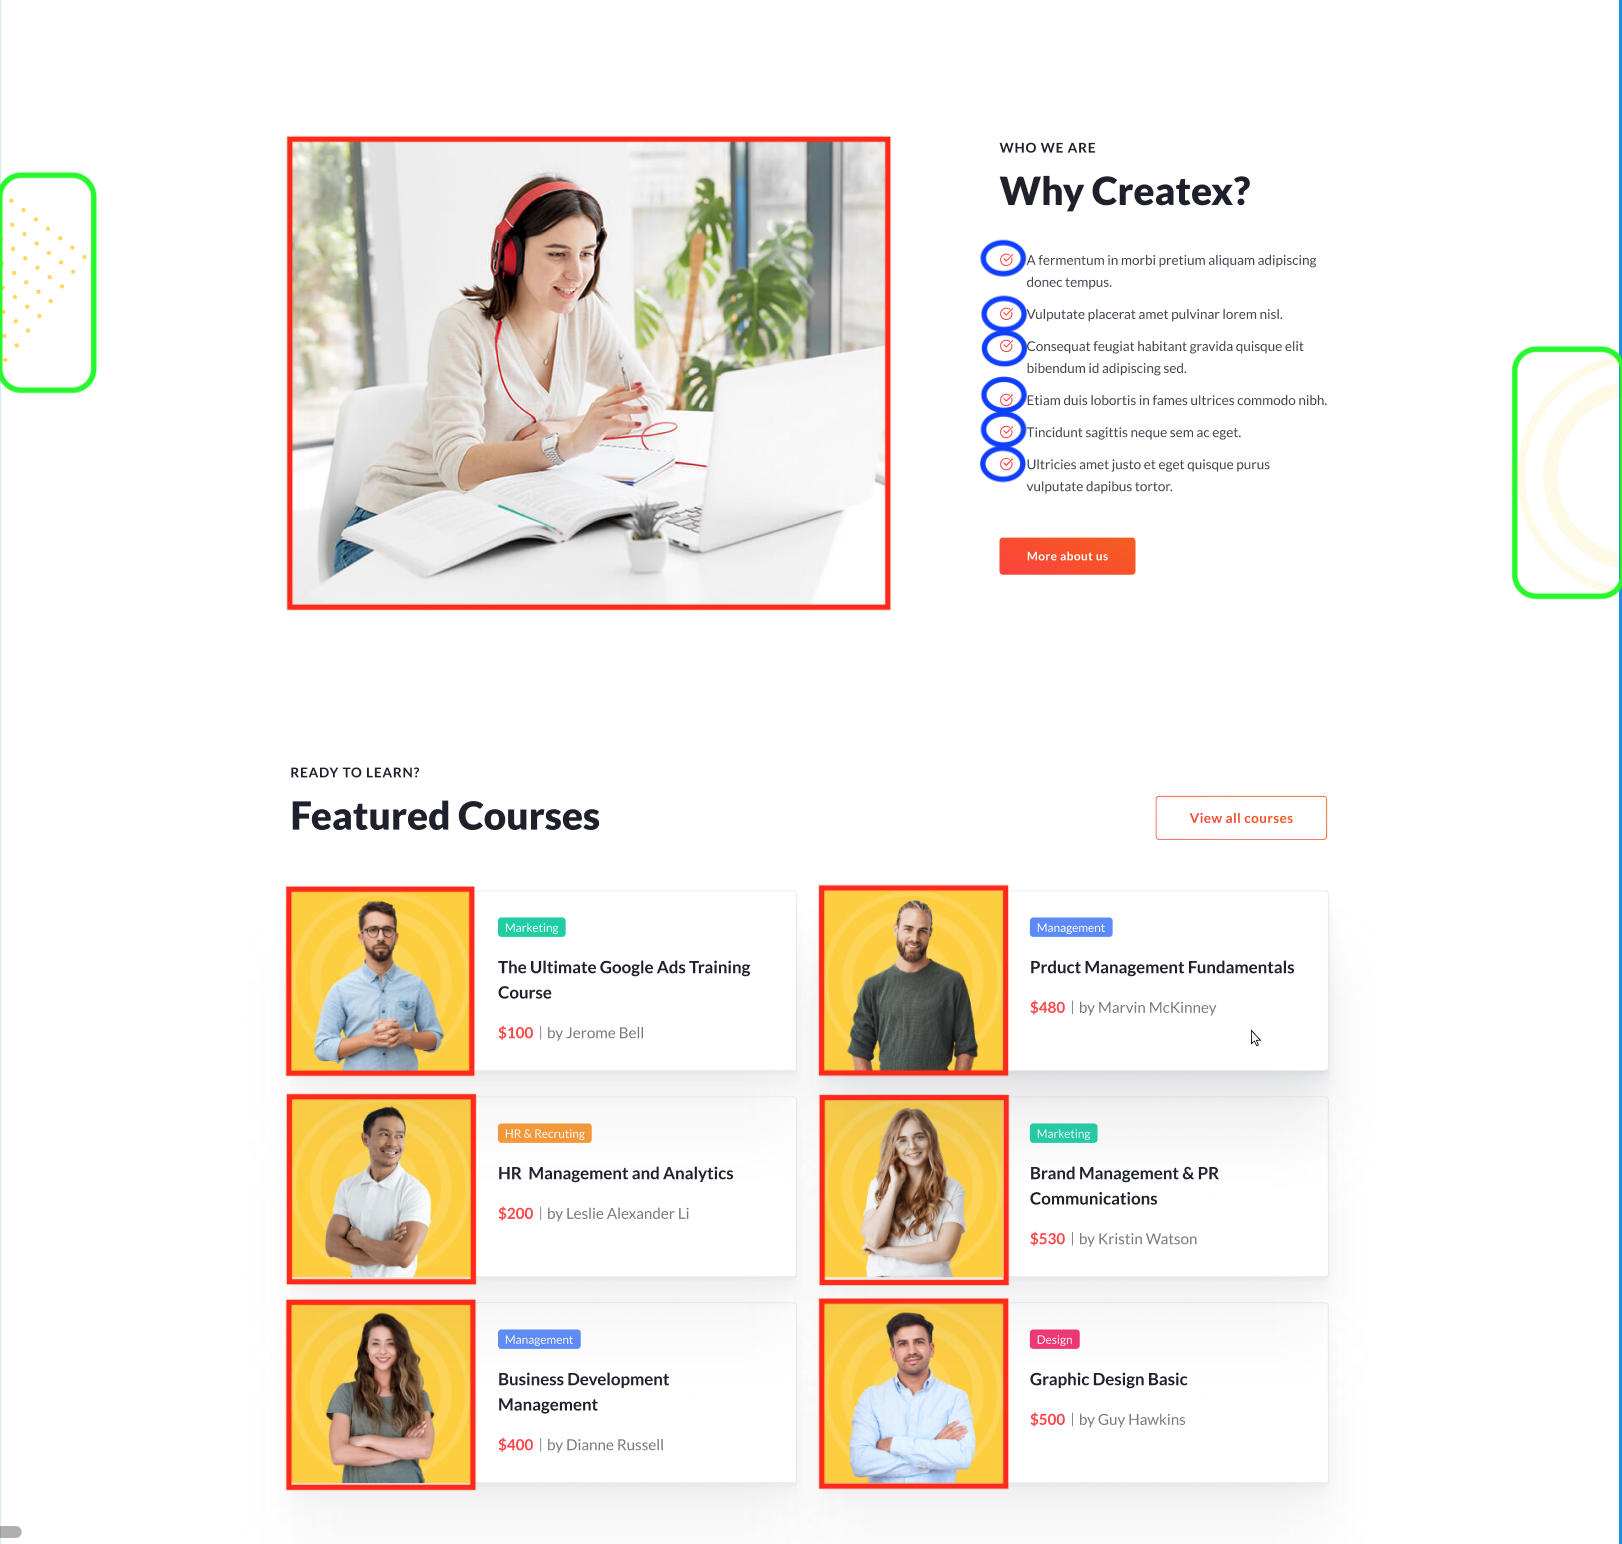 WHO WE ARE
Why Createx?
A fermentum in morbi pretium aliquam adipiscing
donec tempus.
Vulputate placerat amet pulvinar lorem nisl.
Consequat feugiat habitant gravida quisque elit
bibendum id adipiscing sed.
Etiam duis lobortis in fames ultrices commodo nibh.
Tincidunt sagittis neque sem ac eget.
Ultricies amet justo et eget quisque purus
vulputate dapibus tortor.
More about us
READY TO LEARN?
Featured Courses
View all courses
Marketing
The Ultimate Google Ads Training
Course
$100 | by Jerome Bell
Management
Prduct Management Fundamentals
$480 | by Marvin McKinney
HR & Recruting
HR Management and Analytics
$200 | by Leslie Alexander Li
Marketing
Brand Management & PR
Communications
$530 | by Kristin Watson
Management
Business Development
Management
$400 | by Dianne Russell
Design
Graphic Design Basic
$500 | by Guy Hawkins